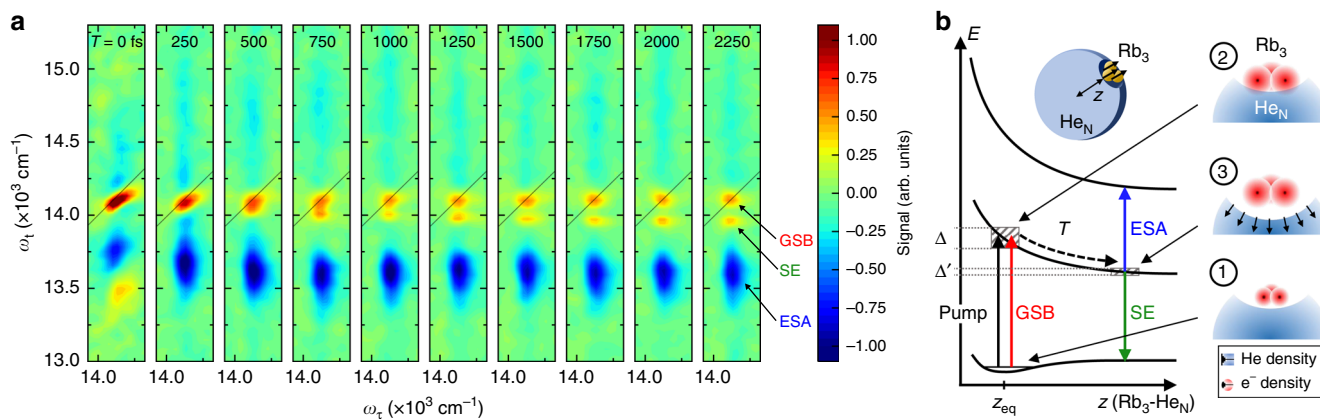 a
T = 0 fs 250 500 750 1000 1250 1500 1750 2000 2250
15.0
14.5
14.0
13.5
13.0
ωt (×10³ cm⁻¹)
14.0 14.0 14.0 14.0 14.0 14.0 14.0 14.0 14.0 14.0
ωτ (×10³ cm⁻¹)
GSB
SE
ESA
1.00
0.75
0.50
0.25
0.00
−0.25
−0.50
−0.75
−1.00
Signal (arb. units)
b
E
Rb₃
z
HeN
Δ
Δ′
T
ESA
Pump
GSB
SE
zeq
z (Rb₃-HeN)
2
Rb₃
HeN
3
1
He density
e⁻ density